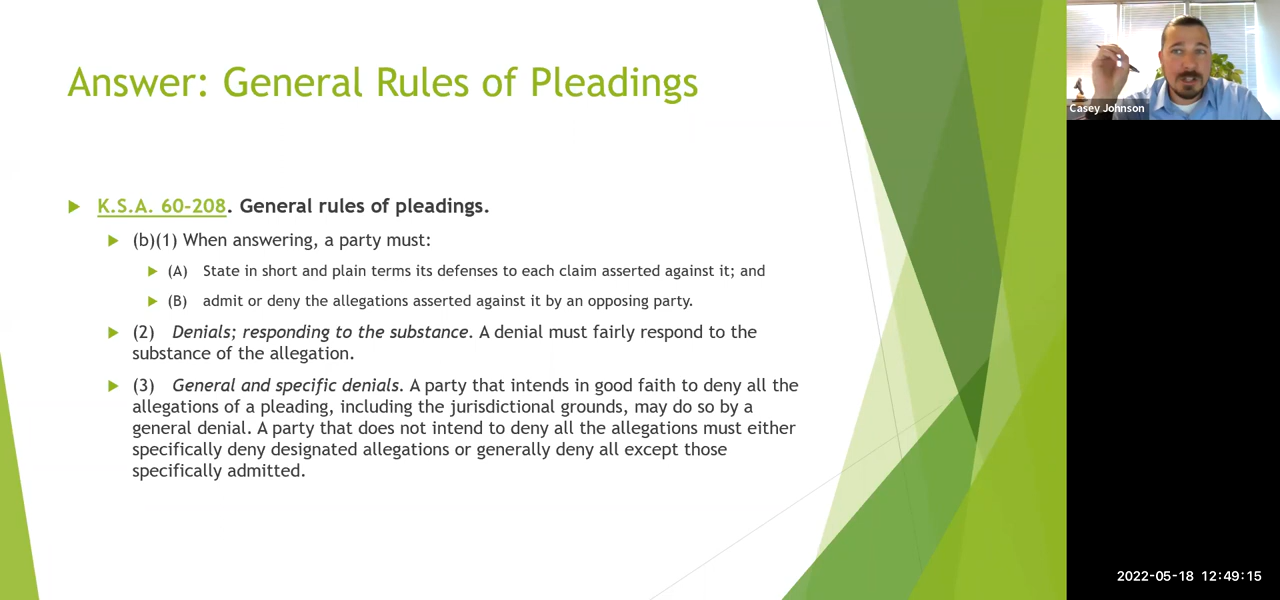 Answer: General Rules of Pleadings
Casey Johnson
K.S.A. 60-208. General rules of pleadings.
(b)(1) When answering, a party must:
(A) State in short and plain terms its defenses to each claim asserted against it; and
(B) admit or deny the allegations asserted against it by an opposing party.
(2) Denials; responding to the substance. A denial must fairly respond to the
substance of the allegation.
(3) General and specific denials. A party that intends in good faith to deny all the
allegations of a pleading, including the jurisdictional grounds, may do so by a
general denial. A party that does not intend to deny all the allegations must either
specifically deny designated allegations or generally deny all except those
specifically admitted.
2022-05-18 12:49:15